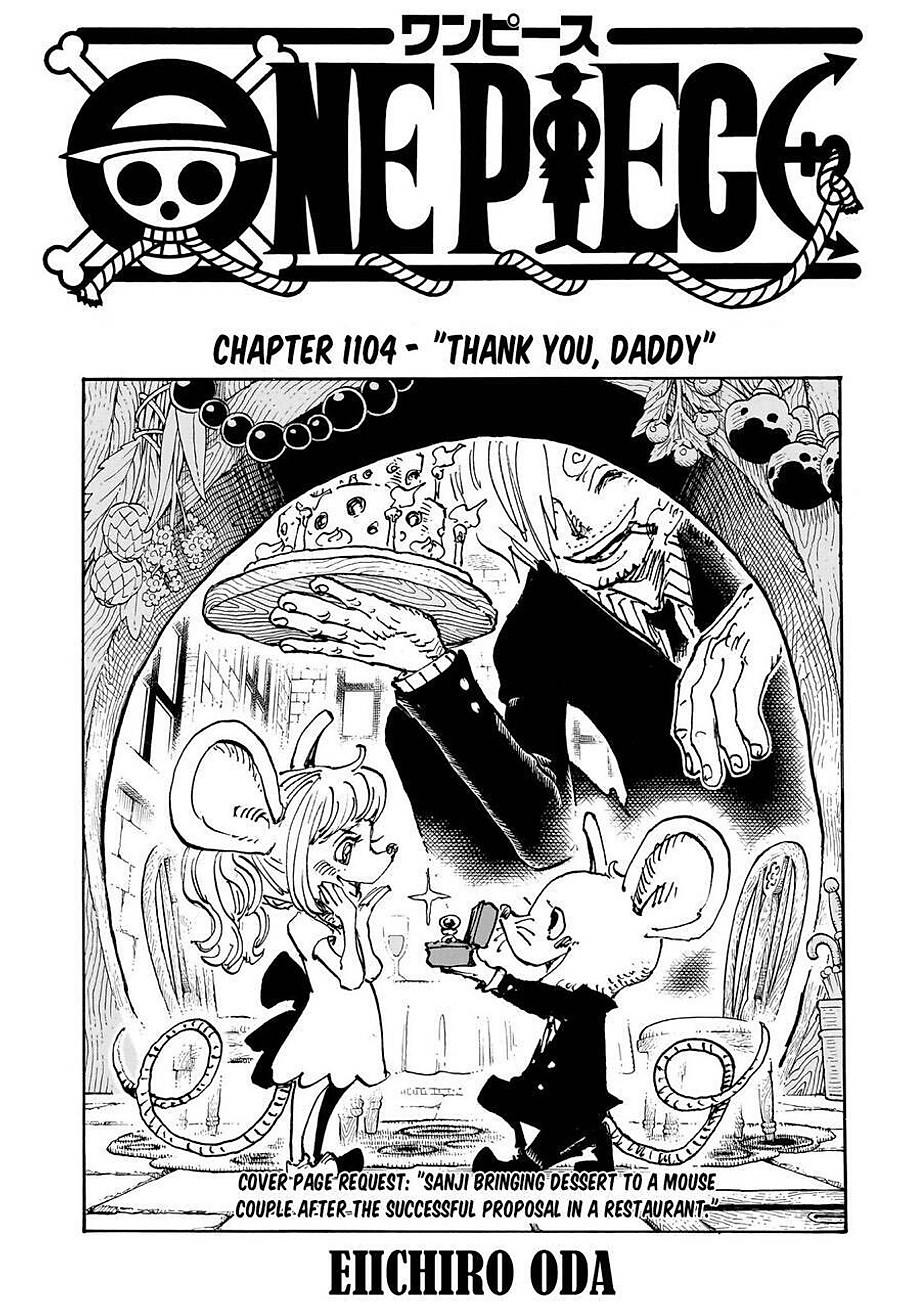 ワンピース
ONE PIECE
CHAPTER 1104 - "THANK YOU, DADDY"
COVER PAGE REQUEST: "SANJI BRINGING DESSERT TO A MOUSE
COUPLE AFTER THE SUCCESSFUL PROPOSAL IN A RESTAURANT."
EIICHIRO ODA